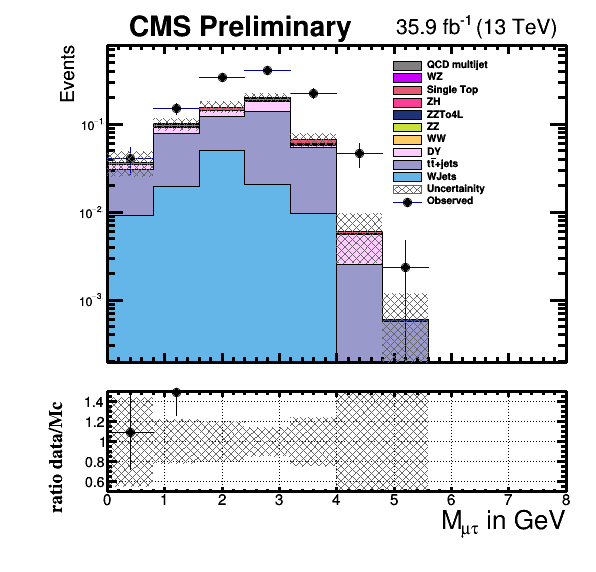 CMS Preliminary
35.9 fb⁻¹ (13 TeV)
Events
QCD multijet
WZ
Single Top
ZH
ZZTo4L
ZZ
WW
DY
tt̄+jets
WJets
Uncertainity
Observed
10⁻¹
10⁻²
10⁻³
ratio data/Mc
1.4
1.2
1
0.8
0.6
0 1 2 3 4 5 6 7 8
M_μτ in GeV